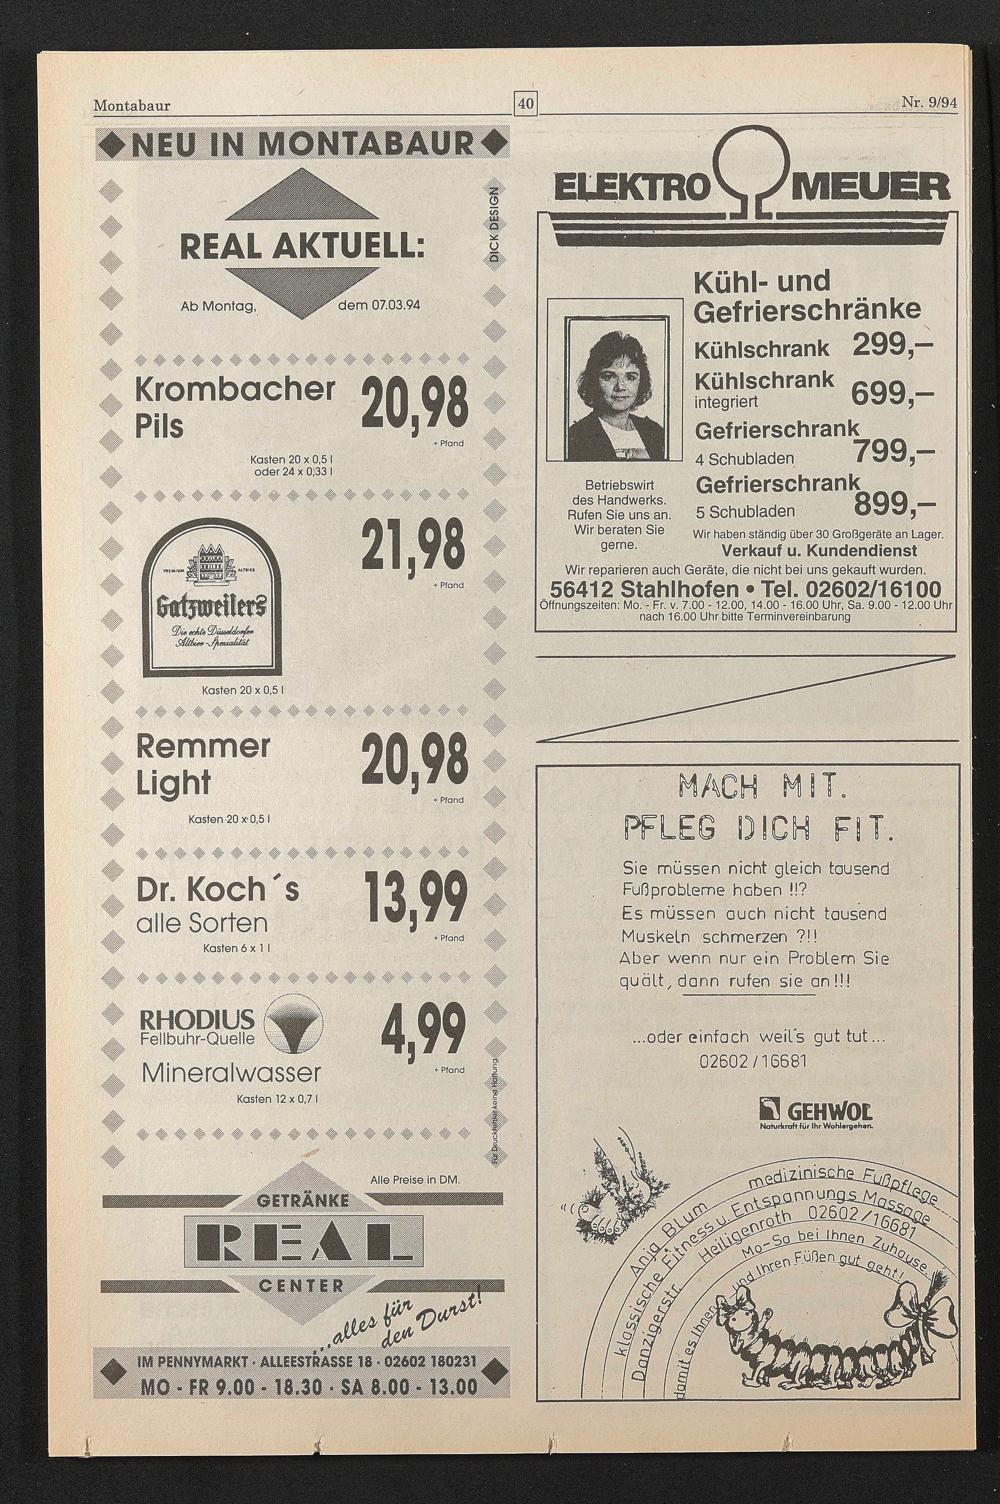 Montabaur
40
Nr. 9/94
NEU IN MONTABAUR
DICK DESIGN
REAL AKTUELL:
Ab Montag, dem 07.03.94
Krombacher
Pils
20,98
+ Pfand
Kasten 20 x 0,5 l
oder 24 x 0,33 l
21,98
+ Pfand
PREMIUM ALTBIER
Gatzweilers
Die echte Düsseldorfer
Altbier-Spezialität
Kasten 20 x 0,5 l
Remmer
Light
20,98
+ Pfand
Kasten 20 x 0,5 l
Dr. Koch´s
alle Sorten
13,99
+ Pfand
Kasten 6 x 1 l
RHODIUS
Fellbuhr-Quelle
Mineralwasser
4,99
+ Pfand
Kasten 12 x 0,7 l
Für Druckfehler keine Haftung
Alle Preise in DM.
GETRÄNKE
REAL
CENTER
...alles für
den Durst!
IM PENNYMARKT · ALLEESTRASSE 18 · 02602 180231
MO - FR 9.00 - 18.30 · SA 8.00 - 13.00
ELEKTRO MEUER
Kühl- und
Gefrierschränke
Kühlschrank 299,–
Kühlschrank
integriert 699,–
Gefrierschrank
4 Schubladen 799,–
Gefrierschrank
5 Schubladen 899,–
Betriebswirt
des Handwerks.
Rufen Sie uns an.
Wir beraten Sie
gerne.
Wir haben ständig über 30 Großgeräte an Lager.
Verkauf u. Kundendienst
Wir reparieren auch Geräte, die nicht bei uns gekauft wurden.
56412 Stahlhofen • Tel. 02602/16100
Öffnungszeiten: Mo. - Fr. v. 7.00 - 12.00, 14.00 - 16.00 Uhr, Sa. 9.00 - 12.00 Uhr
nach 16.00 Uhr bitte Terminvereinbarung
MACH MIT.
PFLEG DICH FIT.
Sie müssen nicht gleich tausend
Fußprobleme haben !!?
Es müssen auch nicht tausend
Muskeln schmerzen ?!!
Aber wenn nur ein Problem Sie
quält, dann rufen sie an!!!
...oder einfach weil's gut tut...
02602/16681
GEHWOL
Naturkraft für Ihr Wohlergehen.
Anja Blum medizinische Fußpflege
klassische Fitness u. Entspannungs Massage
Danzigerstr. Heiligenroth 02602/16681
Mo-Sa bei Ihnen Zuhause
damit es Ihnen und Ihren Füßen gut geht!